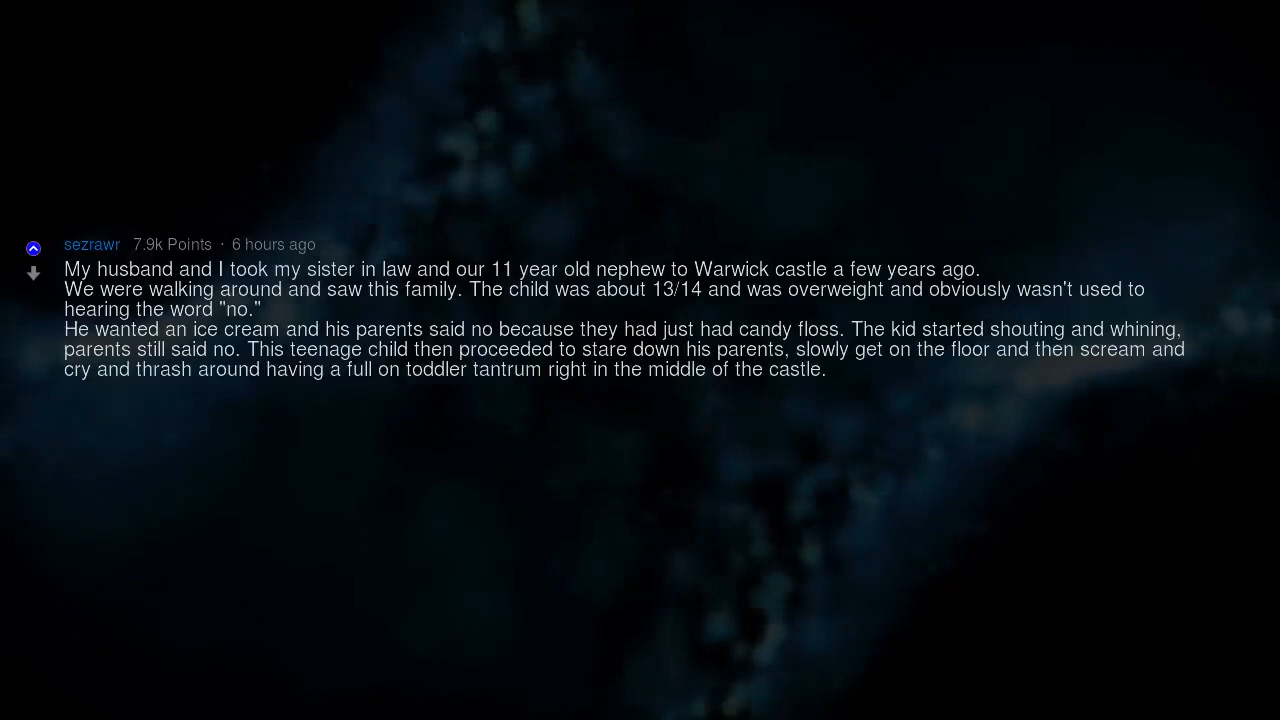 sezrawr 7.9k Points · 6 hours ago
My husband and I took my sister in law and our 11 year old nephew to Warwick castle a few years ago.
We were walking around and saw this family. The child was about 13/14 and was overweight and obviously wasn't used to
hearing the word "no."
He wanted an ice cream and his parents said no because they had just had candy floss. The kid started shouting and whining,
parents still said no. This teenage child then proceeded to stare down his parents, slowly get on the floor and then scream and
cry and thrash around having a full on toddler tantrum right in the middle of the castle.